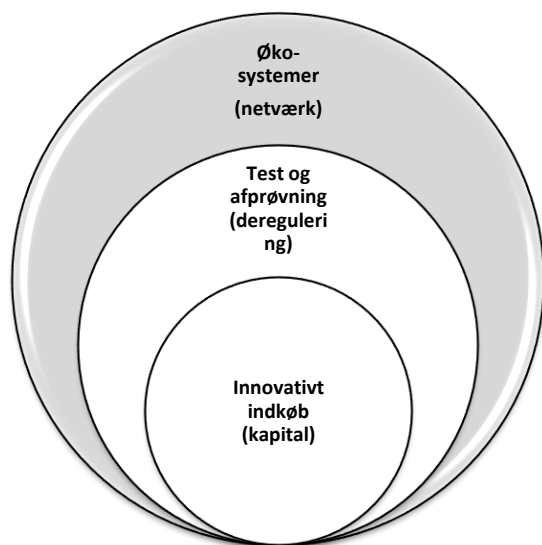 Øko-
systemer
(netværk)
Test og
afprøvning
(dereguleri
ng)
Innovativt
indkøb
(kapital)